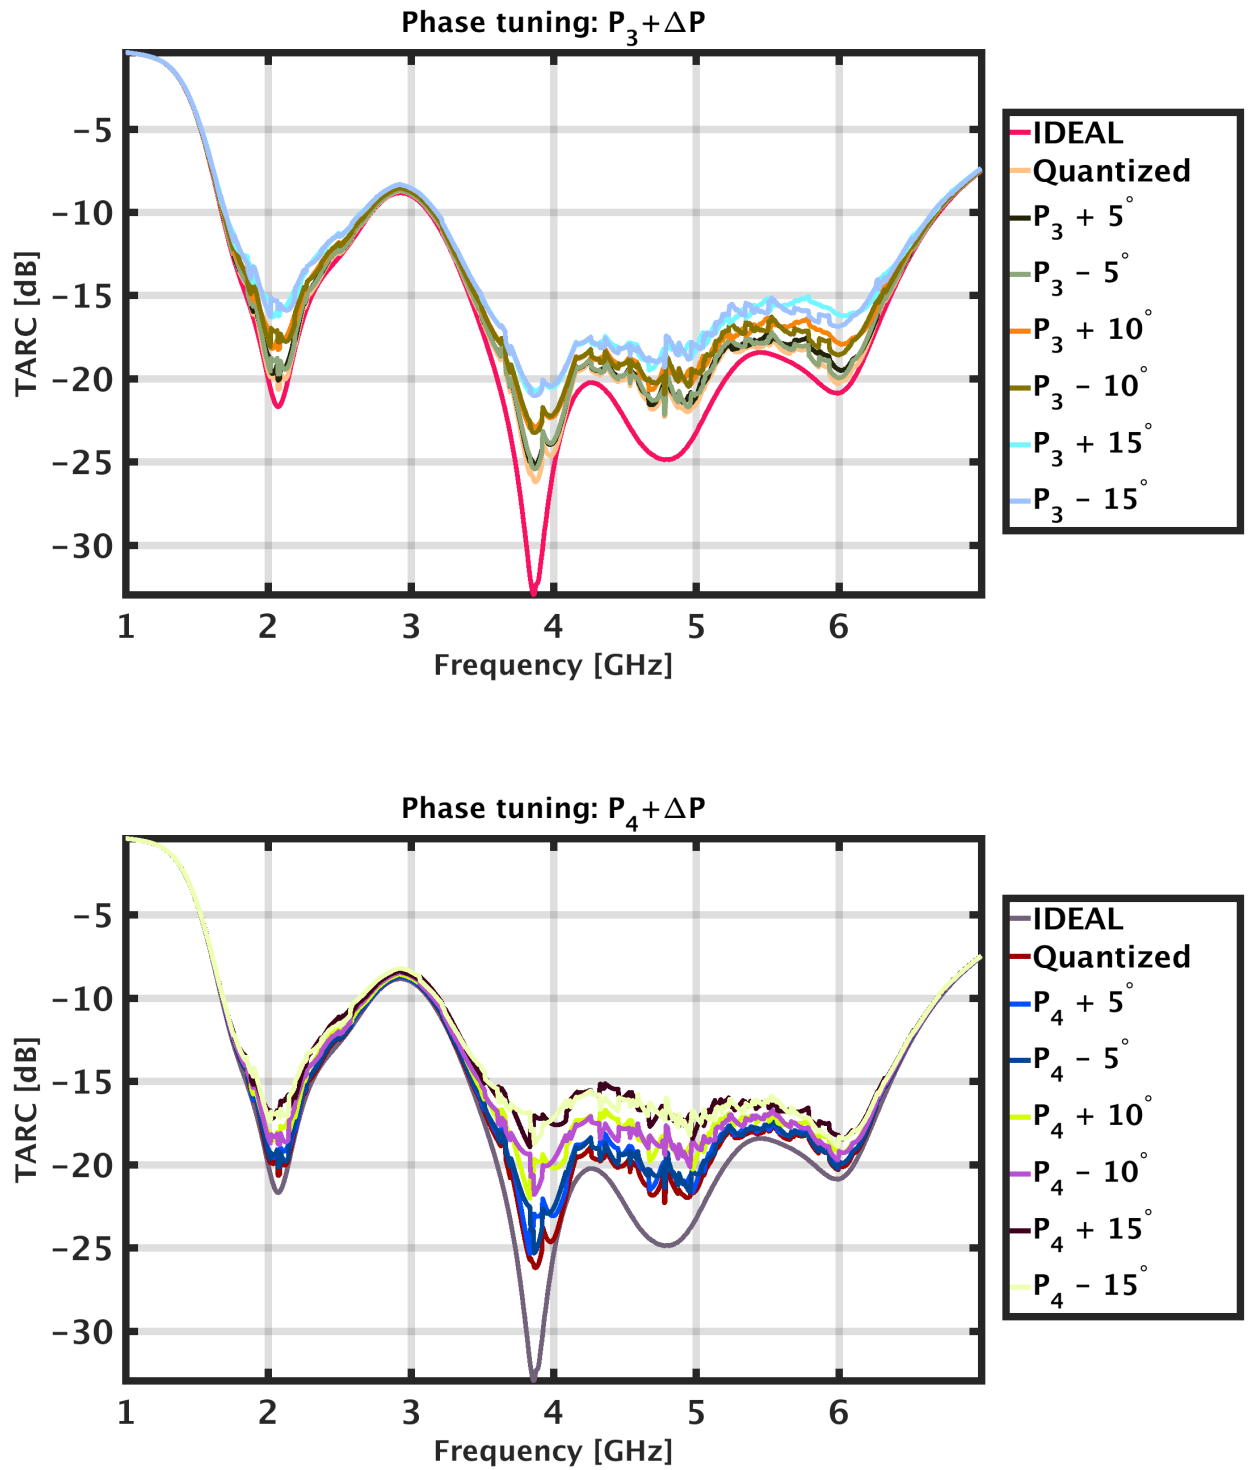 Phase tuning: P₃+ΔP
−5
−10
−15
−20
−25
−30
TARC [dB]
1 2 3 4 5 6
Frequency [GHz]
IDEAL
Quantized
P₃ + 5°
P₃ − 5°
P₃ + 10°
P₃ − 10°
P₃ + 15°
P₃ − 15°
Phase tuning: P₄+ΔP
−5
−10
−15
−20
−25
−30
TARC [dB]
1 2 3 4 5 6
Frequency [GHz]
IDEAL
Quantized
P₄ + 5°
P₄ − 5°
P₄ + 10°
P₄ − 10°
P₄ + 15°
P₄ − 15°